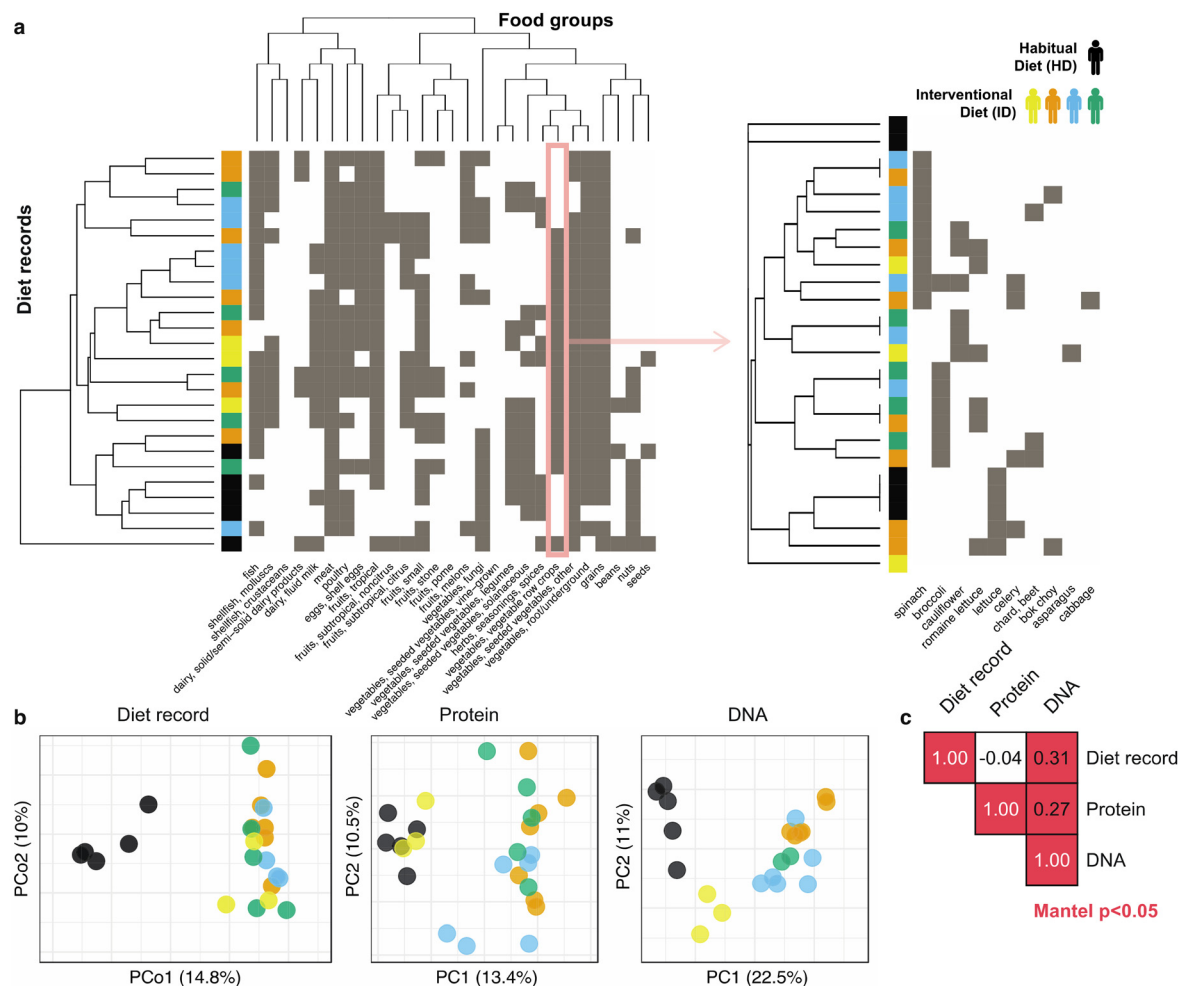 a
Food groups
Habitual
Diet (HD)
Interventional
Diet (ID)
Diet records
fish
shellfish, molluscs
shellfish, crustaceans
dairy, solid/semi-solid dairy products
dairy, fluid milk
meat
poultry
eggs, shell eggs
fruits, tropical
fruits, subtropical, noncitrus
fruits, subtropical, citrus
fruits, small
fruits, stone
fruits, pome
fruits, melons
vegetables, fungi
vegetables, seeded vegetables, vine-grown
vegetables, seeded vegetables, legumes
vegetables, seeded vegetables, solanaceous
herbs, seasonings, spices
vegetables, vegetable row crops
vegetables, seeded vegetables, other
vegetables, root/underground
grains
beans
nuts
seeds
spinach
broccoli
cauliflower
romaine lettuce
lettuce
celery
chard, beet
bok choy
asparagus
cabbage
b
Diet record
PCo2 (10%)
PCo1 (14.8%)
Protein
PC2 (10.5%)
PC1 (13.4%)
DNA
PC2 (11%)
PC1 (22.5%)
c
Diet record
Protein
DNA
1.00 -0.04 0.31 Diet record
1.00 0.27 Protein
1.00 DNA
Mantel p<0.05